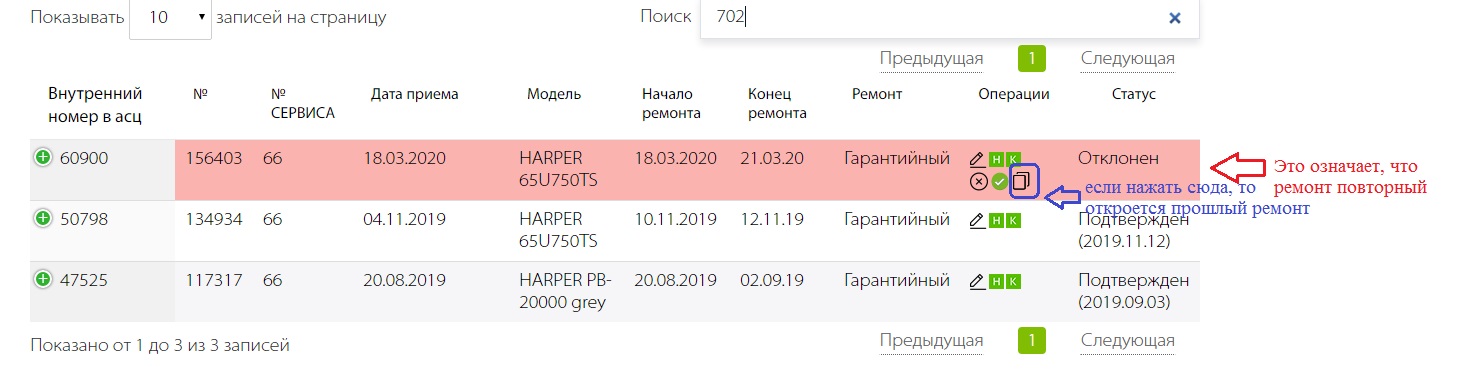 Показывать 10 записей на страницу Поиск 702
Предыдущая 1 Следующая
Внутренний номер в асц № № СЕРВИСА Дата приема Модель Начало ремонта Конец ремонта Ремонт Операции Статус
60900 156403 66 18.03.2020 HARPER 65U750TS 18.03.2020 21.03.20 Гарантийный Н К Отклонен
Это означает, что
ремонт повторный
если нажать сюда, то
откроется прошлый ремонт
50798 134934 66 04.11.2019 HARPER 65U750TS 10.11.2019 12.11.19 Гарантийный Н К Подтвержден (2019.11.12)
47525 117317 66 20.08.2019 HARPER PB-20000 grey 20.08.2019 02.09.19 Гарантийный Н К Подтвержден (2019.09.03)
Показано от 1 до 3 из 3 записей
Предыдущая 1 Следующая